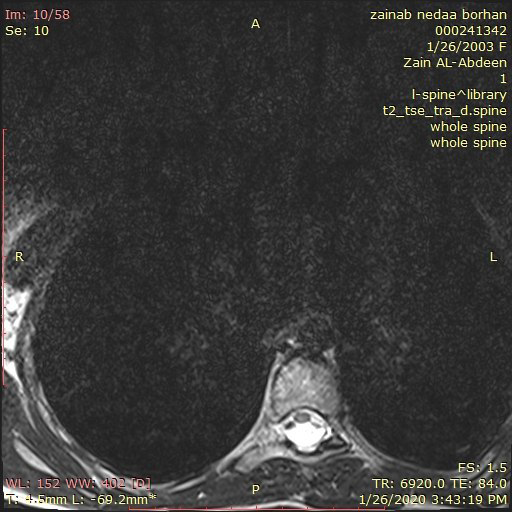 Im: 10/58
Se: 10
A
zainab nedaa borhan
000241342
1/26/2003 F
Zain AL-Abdeen
1
l-spine^library
t2_tse_tra_d.spine
whole spine
whole spine
R
L
WL: 152 WW: 402 [D]
T: 4.5mm L: -69.2mm*
P
FS: 1.5
TR: 6920.0 TE: 84.0
1/26/2020 3:43:19 PM